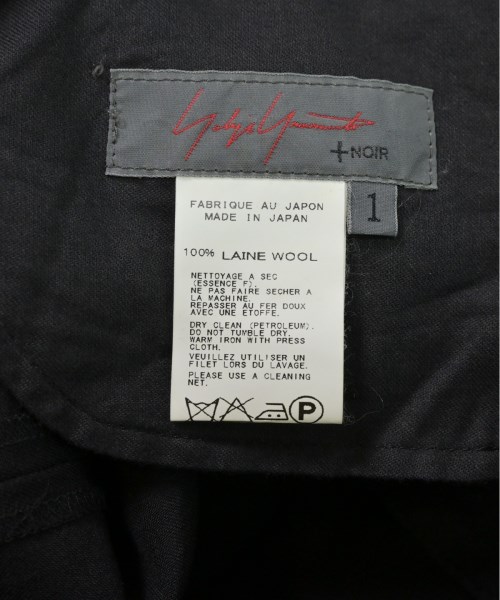 Yohji Yamamoto
+NOIR
1
FABRIQUE AU JAPON
MADE IN JAPAN
100% LAINE WOOL
NETTOYAGE A SEC
(ESSENCE F).
NE PAS FAIRE SECHER A
LA MACHINE.
REPASSER AU FER DOUX
AVEC UNE ETOFFE.
DRY CLEAN (PETROLEUM).
DO NOT TUMBLE DRY.
WARM IRON WITH PRESS
CLOTH.
VEUILLEZ UTILISER UN
FILET LORS DU LAVAGE.
PLEASE USE A CLEANING
NET.
P